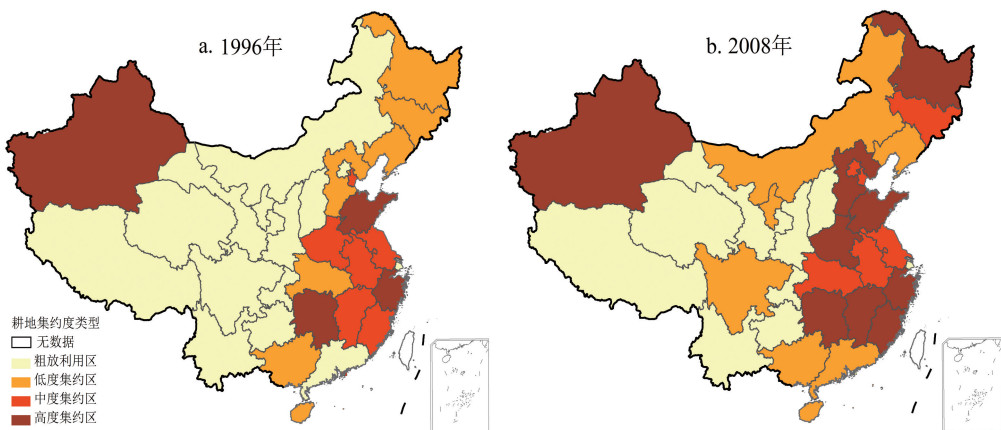 a. 1996年
b. 2008年
耕地集约度类型
无数据
粗放利用区
低度集约区
中度集约区
高度集约区